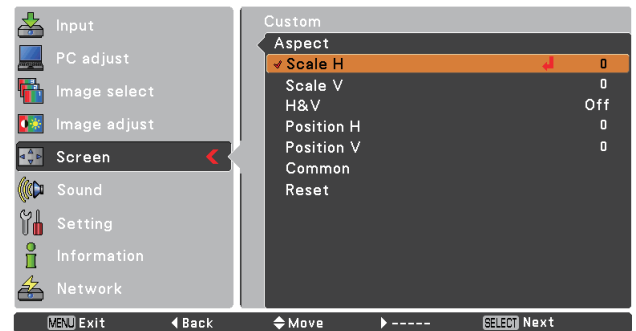 Input
PC adjust
Image select
Image adjust
Screen
Sound
Setting
Information
Network
Custom
Aspect
Scale H 0
Scale V 0
H&V Off
Position H 0
Position V 0
Common
Reset
MENU Exit Back Move ----- SELECT Next